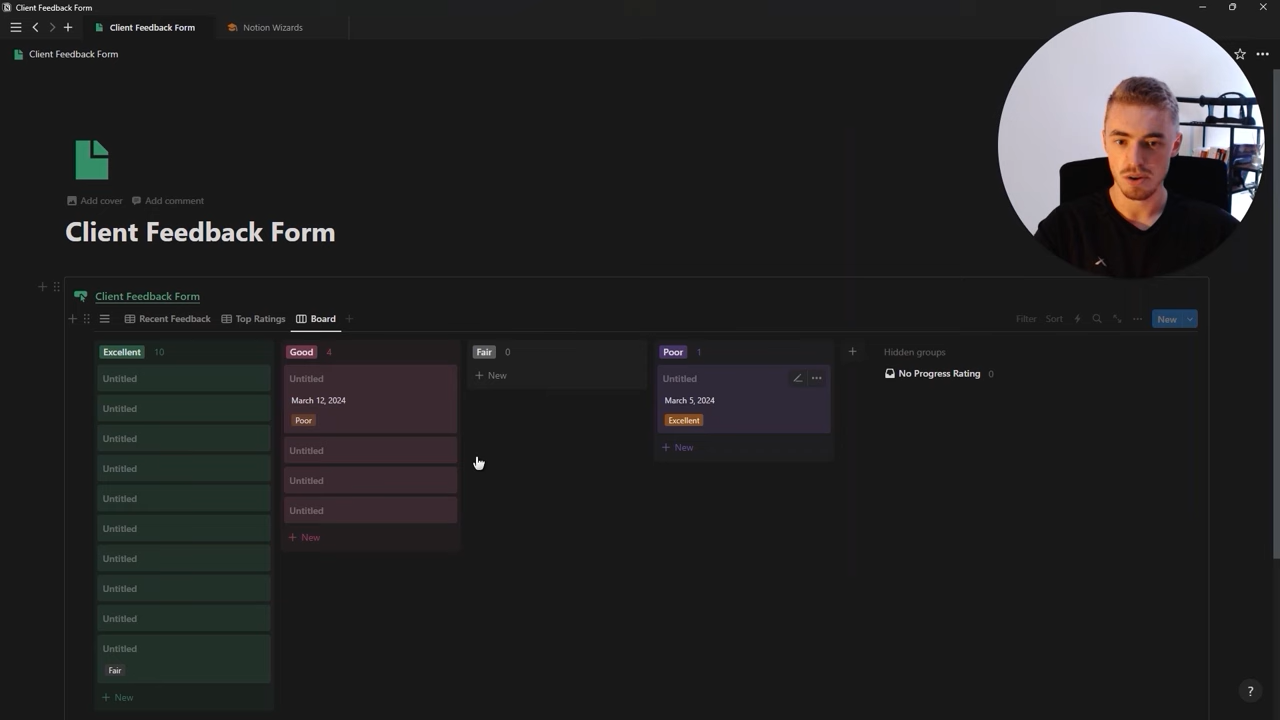 Client Feedback Form
Client Feedback Form
Notion Wizards
Client Feedback Form
Add cover
Add comment
Client Feedback Form
Client Feedback Form
Recent Feedback
Top Ratings
Board
Filter
Sort
New
Excellent 10
Untitled
Untitled
Untitled
Untitled
Untitled
Untitled
Untitled
Untitled
Untitled
Untitled
Fair
+ New
Good 4
Untitled
March 12, 2024
Poor
Untitled
Untitled
Untitled
+ New
Fair 0
+ New
Poor 1
Untitled
March 5, 2024
Excellent
+ New
Hidden groups
No Progress Rating 0
?